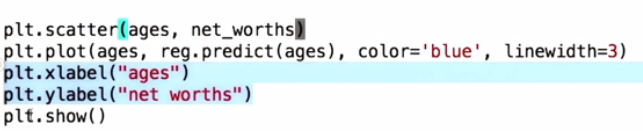 plt.scatter(ages, net_worths)
plt.plot(ages, reg.predict(ages), color='blue', linewidth=3)
plt.xlabel("ages")
plt.ylabel("net worths")
plt.show()